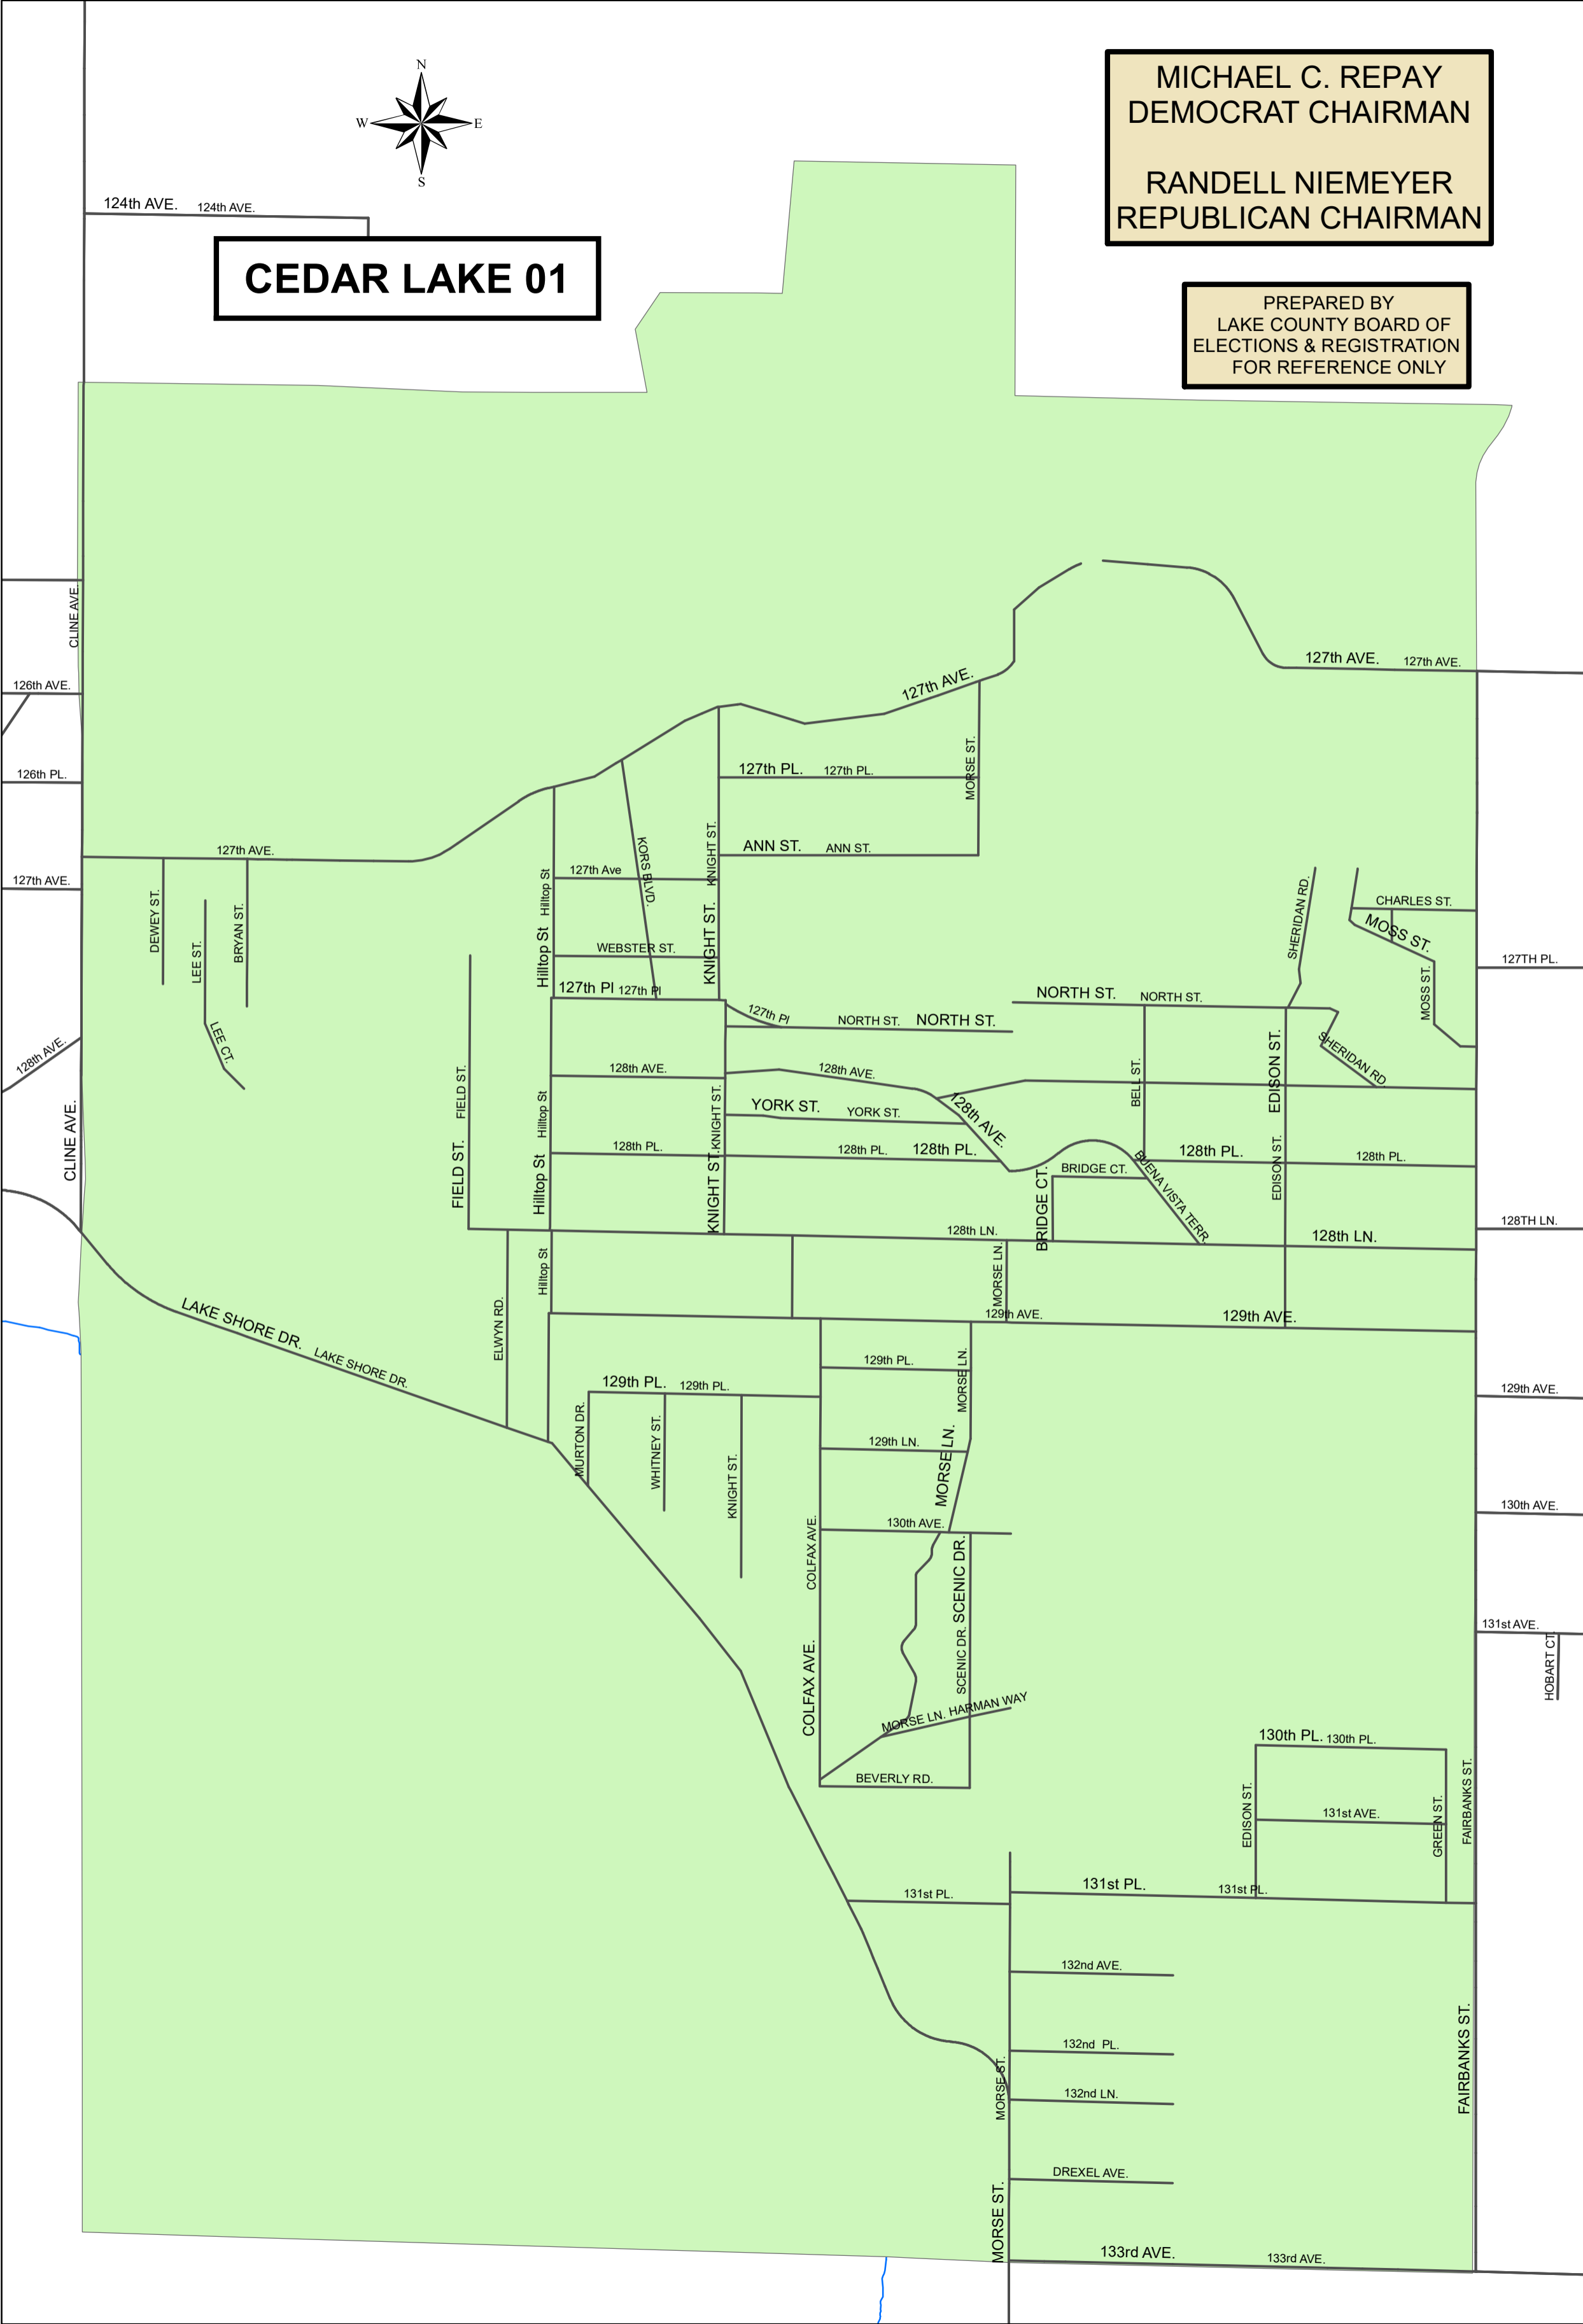 N
W
E
S
MICHAEL C. REPAY
DEMOCRAT CHAIRMAN
RANDELL NIEMEYER
REPUBLICAN CHAIRMAN
124th AVE.
124th AVE.
CEDAR LAKE 01
PREPARED BY
LAKE COUNTY BOARD OF
ELECTIONS & REGISTRATION
FOR REFERENCE ONLY
CLINE AVE.
126th AVE.
127th AVE.
127th AVE.
127th AVE.
126th PL.
127th PL.
127th PL.
MORSE ST.
KNIGHT ST.
KORS BLVD.
ANN ST.
ANN ST.
127th AVE.
127th AVE.
127th Ave
Hilltop St
DEWEY ST.
LEE ST.
BRYAN ST.
Hilltop St
WEBSTER ST.
KNIGHT ST.
SHERIDAN RD.
CHARLES ST.
MOSS ST.
MOSS ST.
127TH PL.
127th Pl
127th Pl
127th Pl
NORTH ST.
NORTH ST.
NORTH ST.
NORTH ST.
LEE CT.
128th AVE.
FIELD ST.
128th AVE.
128th AVE.
BELL ST.
EDISON ST.
SHERIDAN RD.
Hilltop St
KNIGHT ST.
YORK ST.
YORK ST.
128th AVE.
CLINE AVE.
FIELD ST.
Hilltop St
128th PL.
KNIGHT ST.
128th PL.
128th PL.
128th PL.
128th PL.
EDISON ST.
BRIDGE CT.
BRIDGE CT.
BUENA VISTA TERR.
128th LN.
128th LN.
128TH LN.
Hilltop St
MORSE LN.
LAKE SHORE DR.
LAKE SHORE DR.
ELWYN RD.
129th AVE.
129th AVE.
129th PL.
MORSE LN.
129th PL.
129th PL.
129th AVE.
MURTON DR.
WHITNEY ST.
KNIGHT ST.
129th LN.
MORSE LN.
130th AVE.
130th AVE.
COLFAX AVE.
SCENIC DR.
SCENIC DR.
COLFAX AVE.
131st AVE.
HOBART CT.
MORSE LN.
HARMAN WAY
BEVERLY RD.
130th PL.
130th PL.
EDISON ST.
131st AVE.
GREEN ST.
FAIRBANKS ST.
131st PL.
131st PL.
131st PL.
132nd AVE.
132nd PL.
MORSE ST.
132nd LN.
FAIRBANKS ST.
DREXEL AVE.
MORSE ST.
133rd AVE.
133rd AVE.